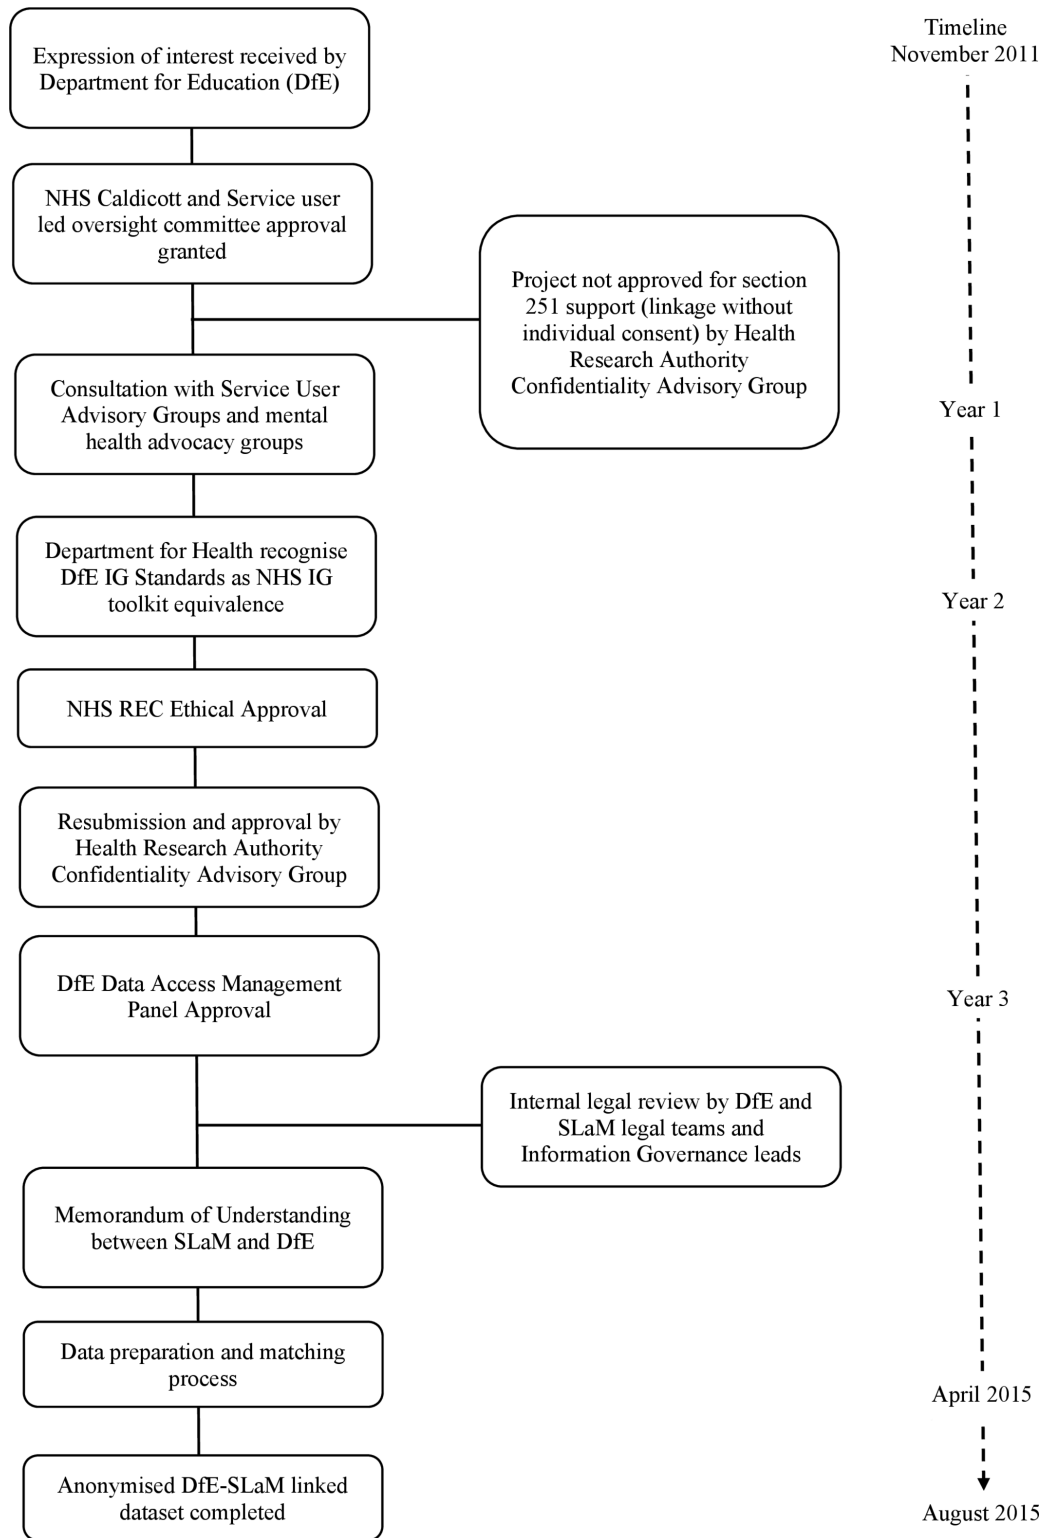 Expression of interest received by
Department for Education (DfE)
Timeline
November 2011
NHS Caldicott and Service user
led oversight committee approval
granted
Project not approved for section
251 support (linkage without
individual consent) by Health
Research Authority
Confidentiality Advisory Group
Consultation with Service User
Advisory Groups and mental
health advocacy groups
Year 1
Department for Health recognise
DfE IG Standards as NHS IG
toolkit equivalence
Year 2
NHS REC Ethical Approval
Resubmission and approval by
Health Research Authority
Confidentiality Advisory Group
DfE Data Access Management
Panel Approval
Year 3
Internal legal review by DfE and
SLaM legal teams and
Information Governance leads
Memorandum of Understanding
between SLaM and DfE
Data preparation and matching
process
April 2015
Anonymised DfE-SLaM linked
dataset completed
August 2015